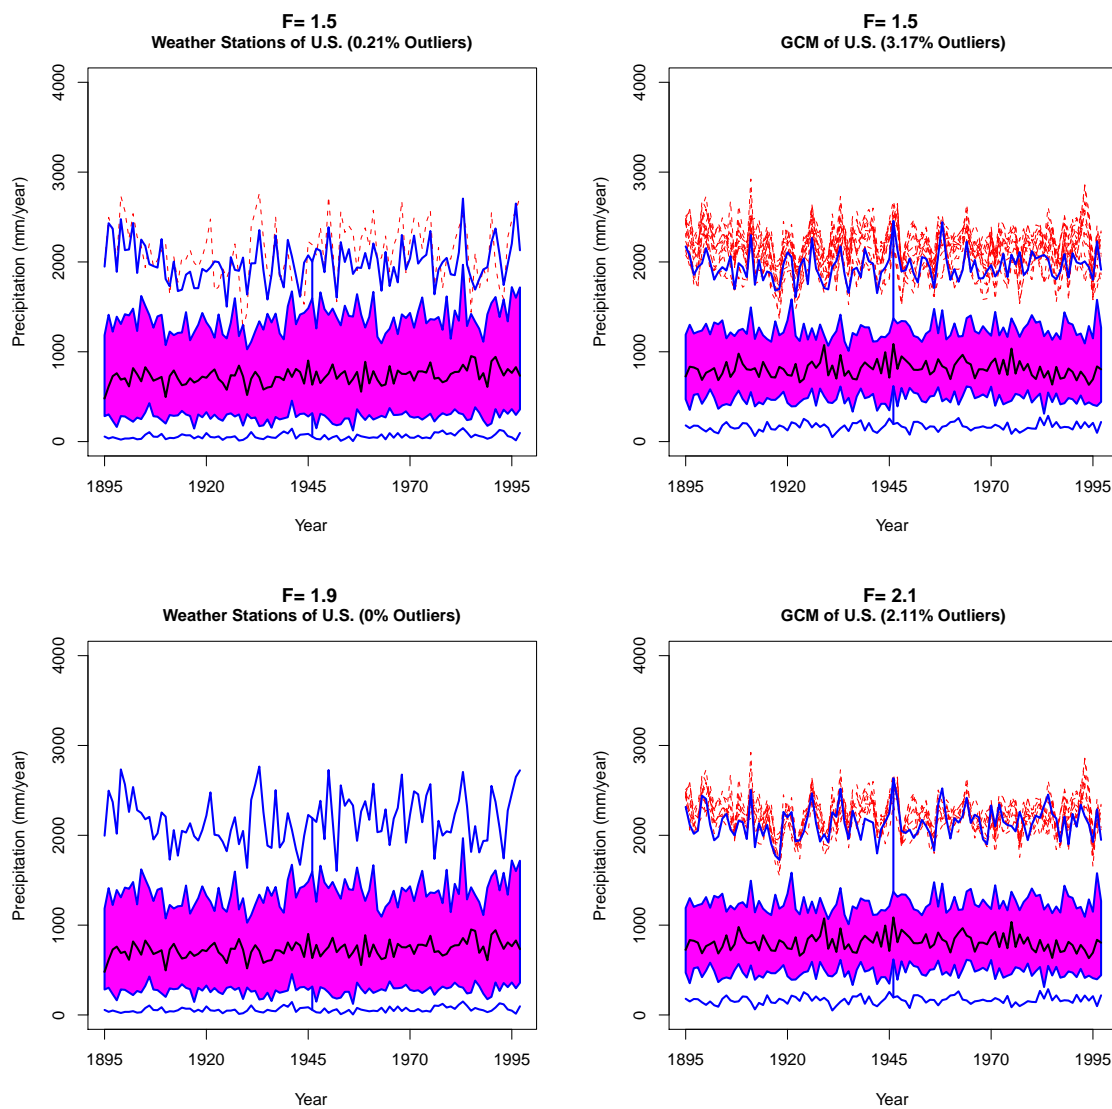 F= 1.5
Weather Stations of U.S. (0.21% Outliers)
Precipitation (mm/year)
4000
3000
2000
1000
0
1895 1920 1945 1970 1995
Year
F= 1.5
GCM of U.S. (3.17% Outliers)
Precipitation (mm/year)
4000
3000
2000
1000
0
1895 1920 1945 1970 1995
Year
F= 1.9
Weather Stations of U.S. (0% Outliers)
Precipitation (mm/year)
4000
3000
2000
1000
0
1895 1920 1945 1970 1995
Year
F= 2.1
GCM of U.S. (2.11% Outliers)
Precipitation (mm/year)
4000
3000
2000
1000
0
1895 1920 1945 1970 1995
Year